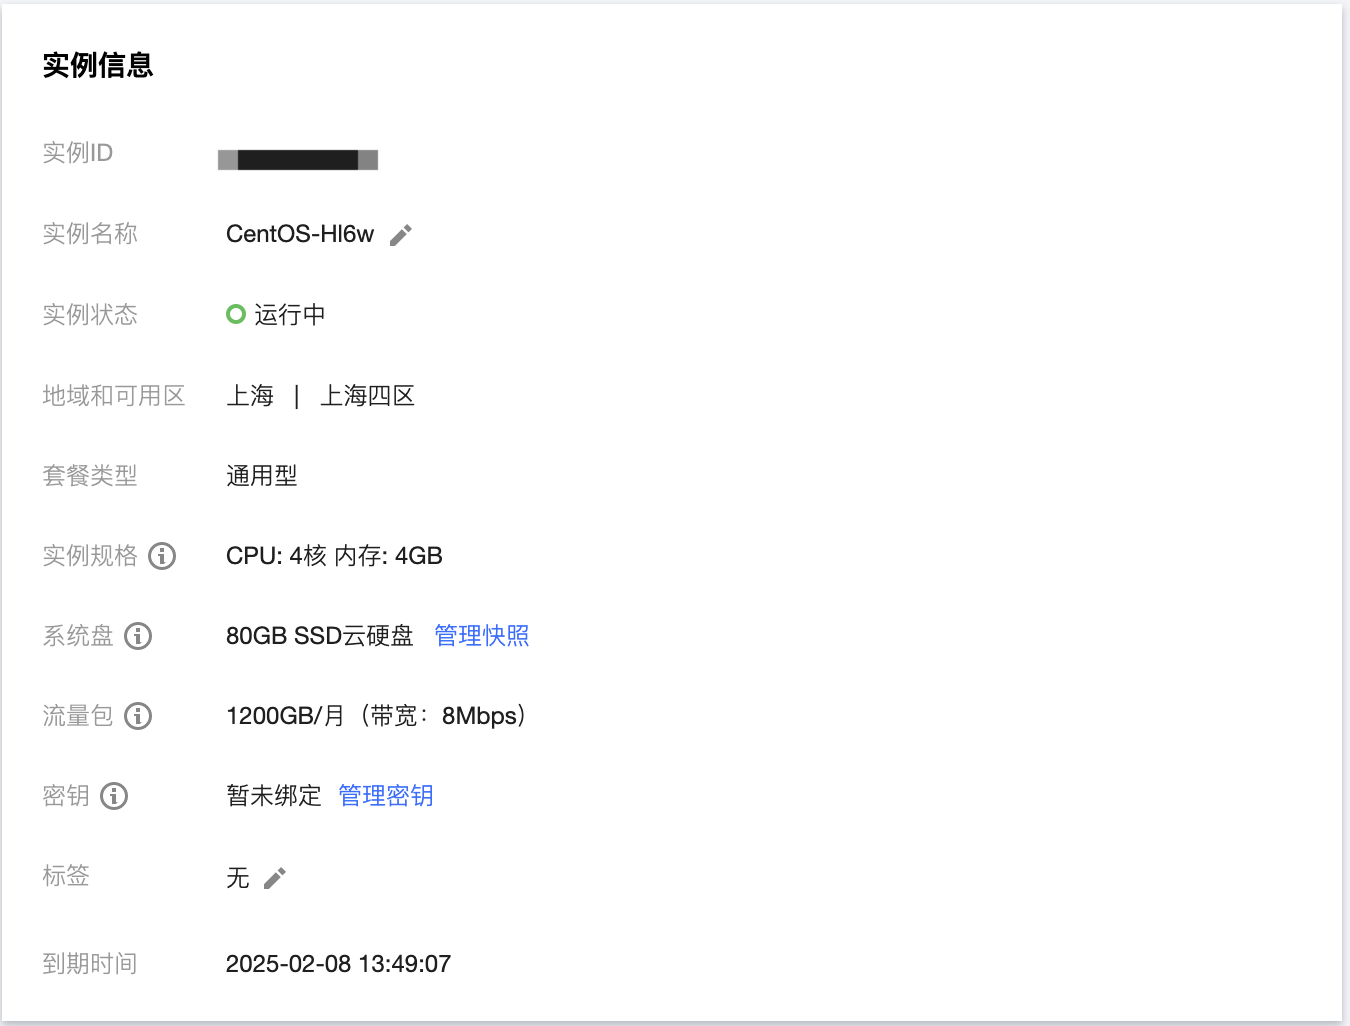 实例信息
实例ID
实例名称 CentOS-Hl6w
实例状态 运行中
地域和可用区 上海 | 上海四区
套餐类型 通用型
实例规格 CPU: 4核 内存: 4GB
系统盘 80GB SSD云硬盘 管理快照
流量包 1200GB/月（带宽：8Mbps）
密钥 暂未绑定 管理密钥
标签 无
到期时间 2025-02-08 13:49:07